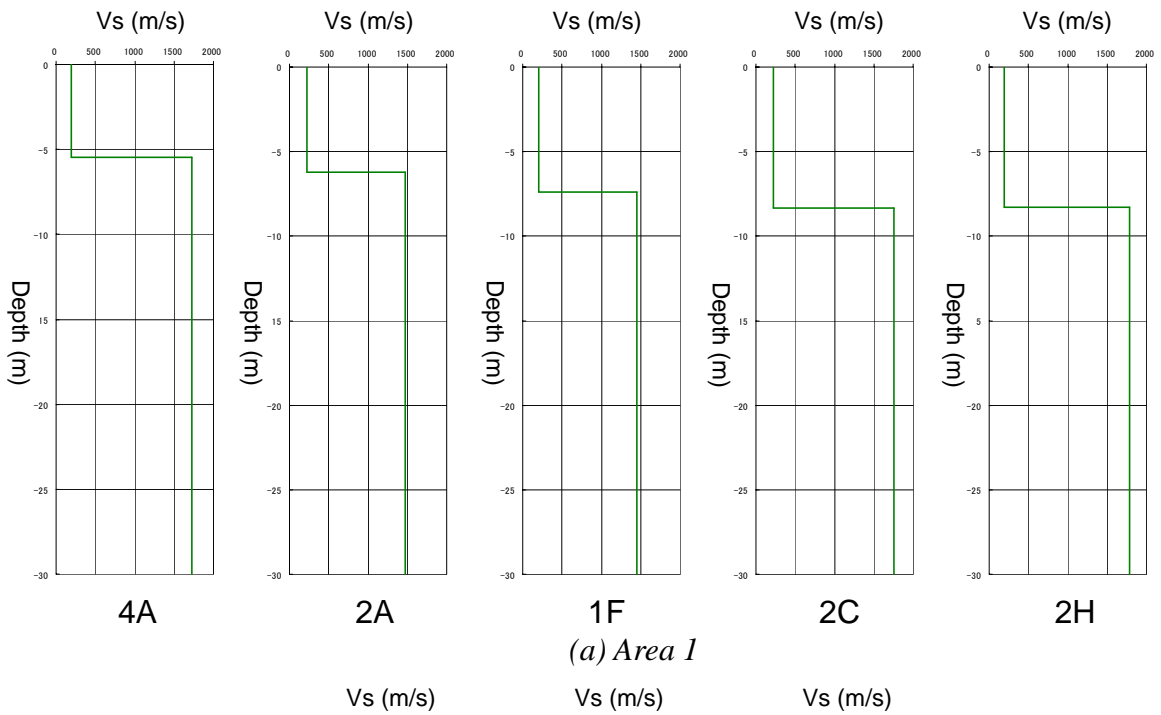 Vs (m/s) Vs (m/s) Vs (m/s) Vs (m/s) Vs (m/s)
0 500 1000 1500 2000 0 500 1000 1500 2000 0 500 1000 1500 2000 0 500 1000 1500 2000 0 500 1000 1500 2000
0 0 0 0 0
-5 -5 -5 -5 -5
-10 -10 -10 -10 -10
Depth (m) Depth (m) Depth (m) Depth (m) Depth (m)
-15 -15 -15 -15 5
-20 -20 -20 -20 -20
-25 -25 -25 -25 -25
-30 -30 -30 -30 -30
4A 2A 1F 2C 2H
(a) Area 1
Vs (m/s) Vs (m/s) Vs (m/s)